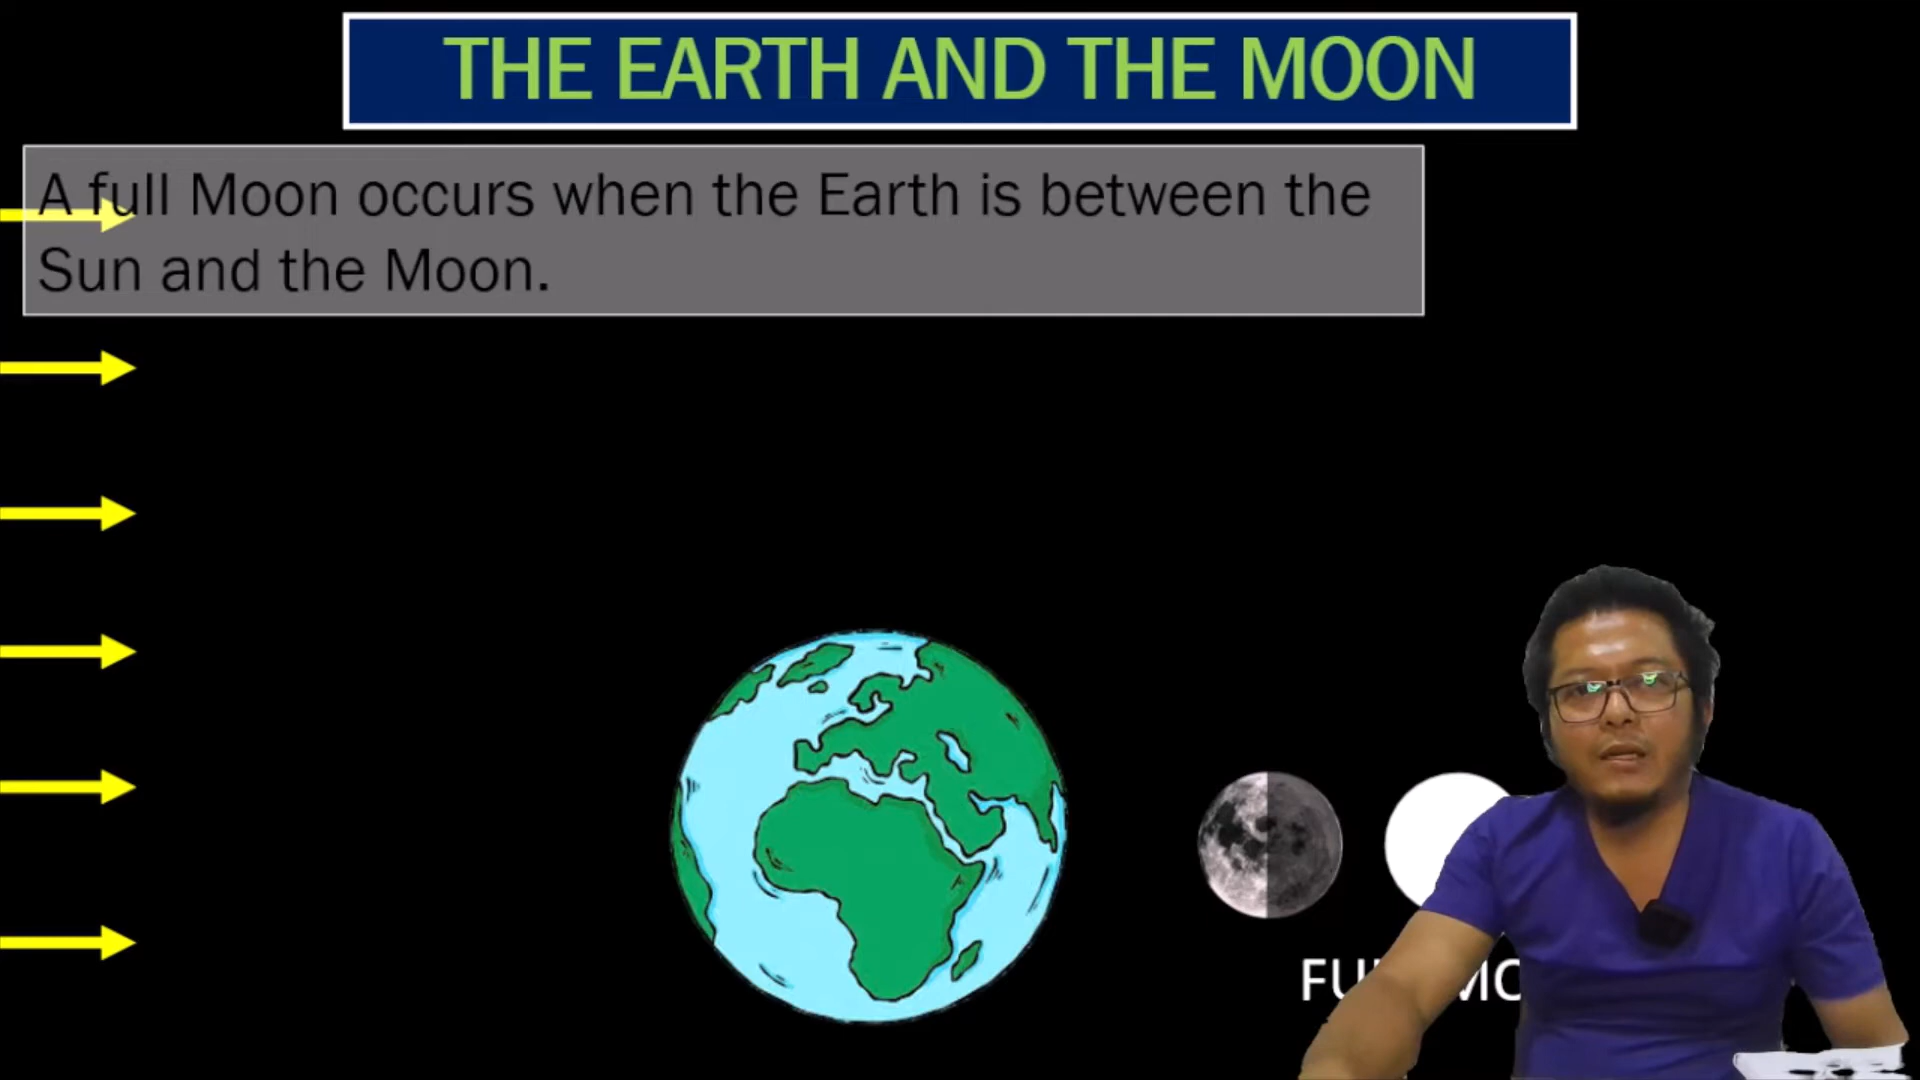 THE EARTH AND THE MOON
A full Moon occurs when the Earth is between the
Sun and the Moon.